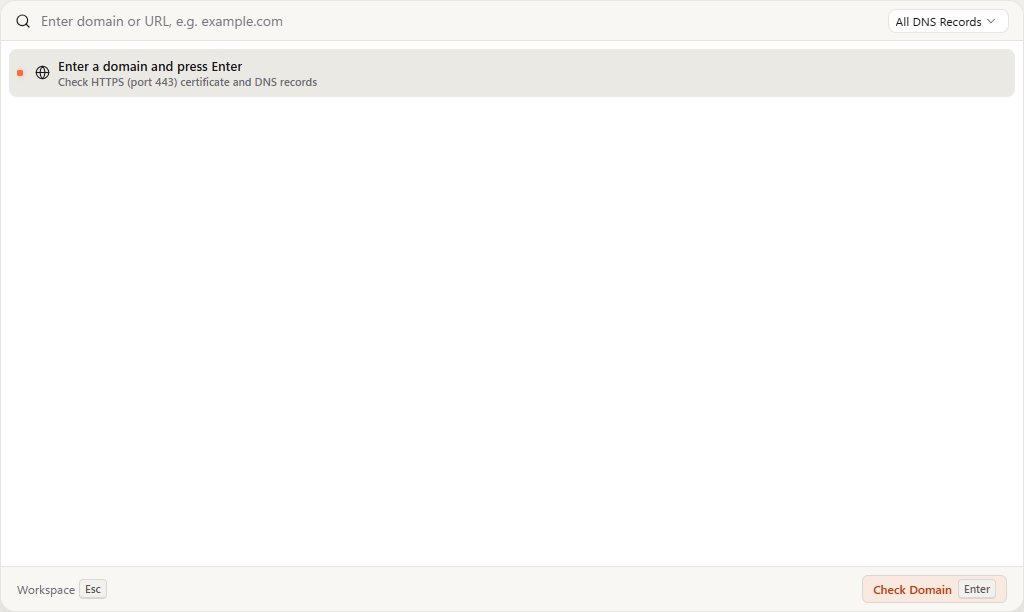 Enter domain or URL, e.g. example.com
All DNS Records
Enter a domain and press Enter
Check HTTPS (port 443) certificate and DNS records
Workspace Esc
Check Domain Enter